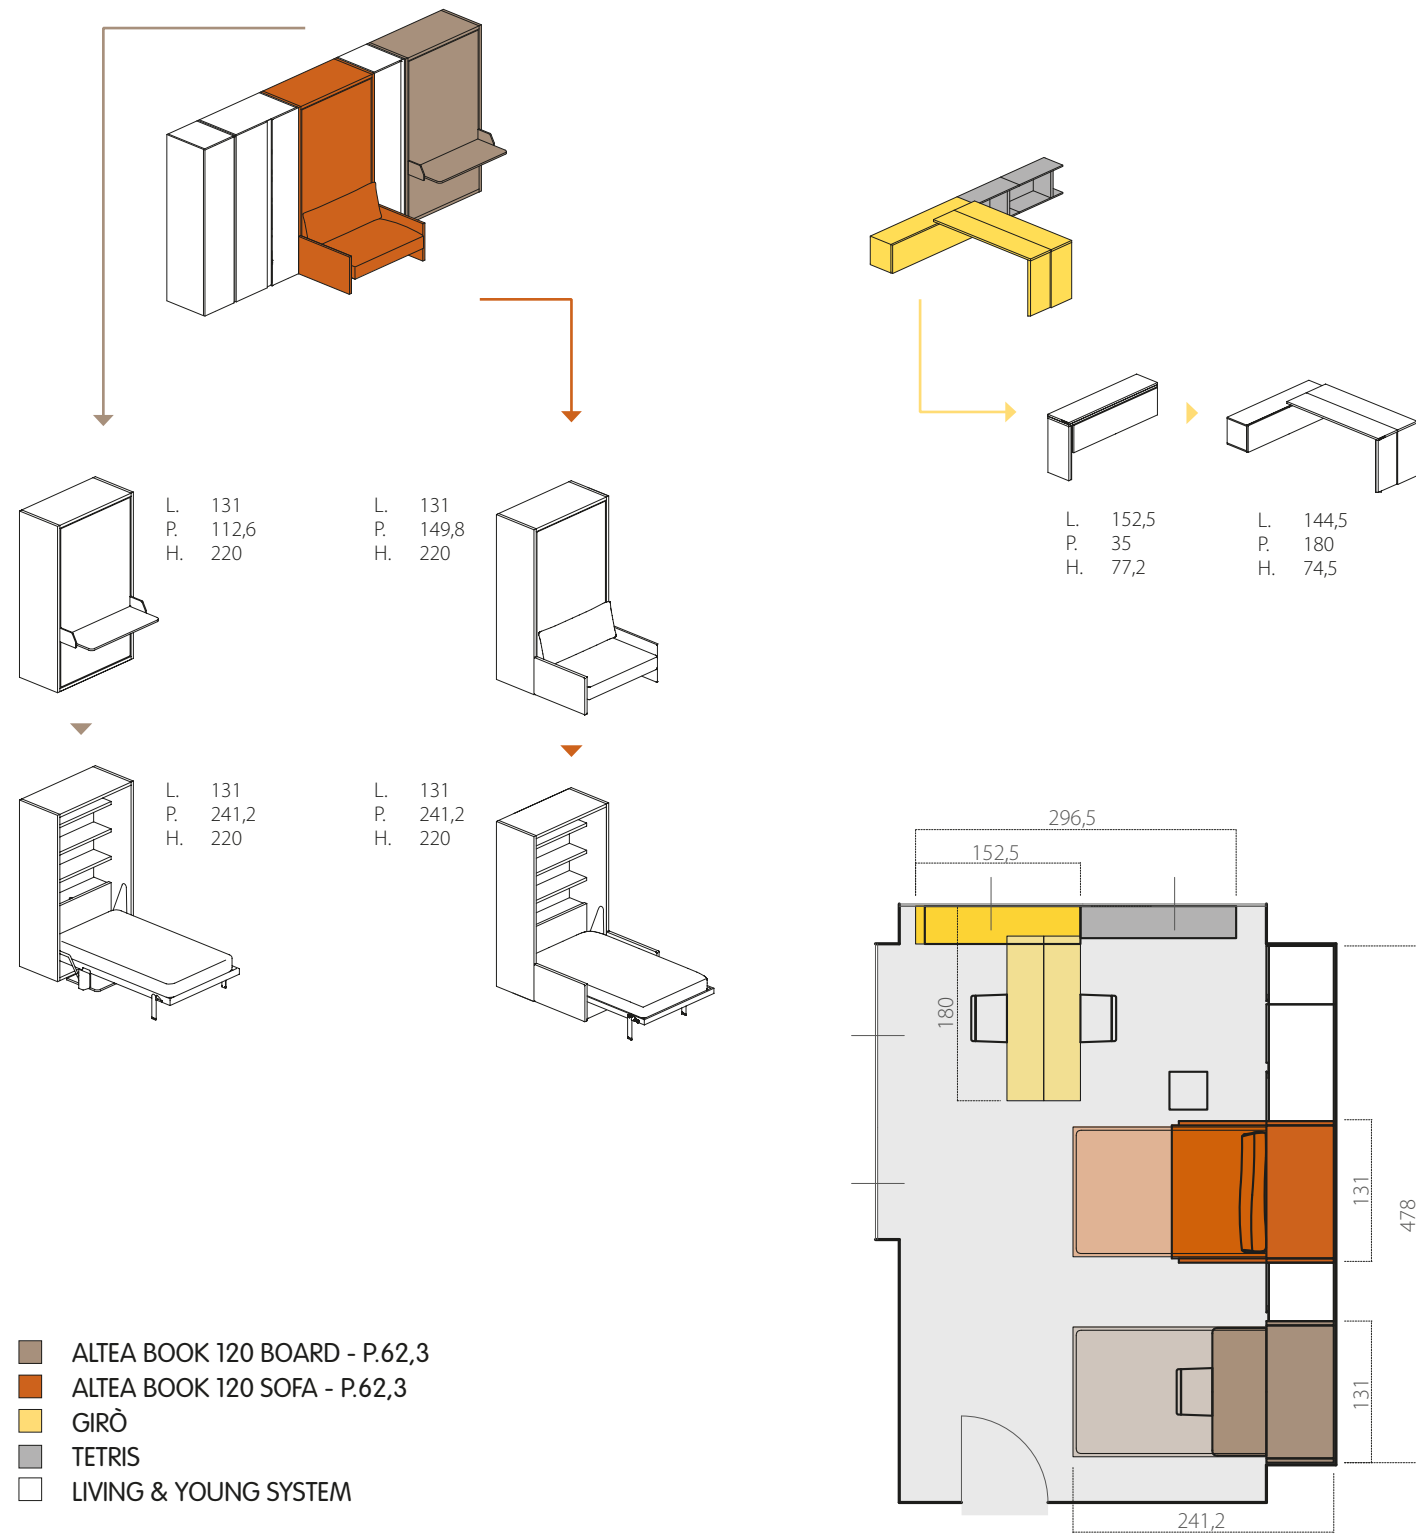 L. 131
P. 112,6
H. 220
L. 131
P. 149,8
H. 220
L. 152,5
P. 35
H. 77,2
L. 144,5
P. 180
H. 74,5
L. 131
P. 241,2
H. 220
L. 131
P. 241,2
H. 220
296,5
152,5
180
131
478
131
241,2
ALTEA BOOK 120 BOARD - P.62,3
ALTEA BOOK 120 SOFA - P.62,3
GIRÒ
TETRIS
LIVING & YOUNG SYSTEM